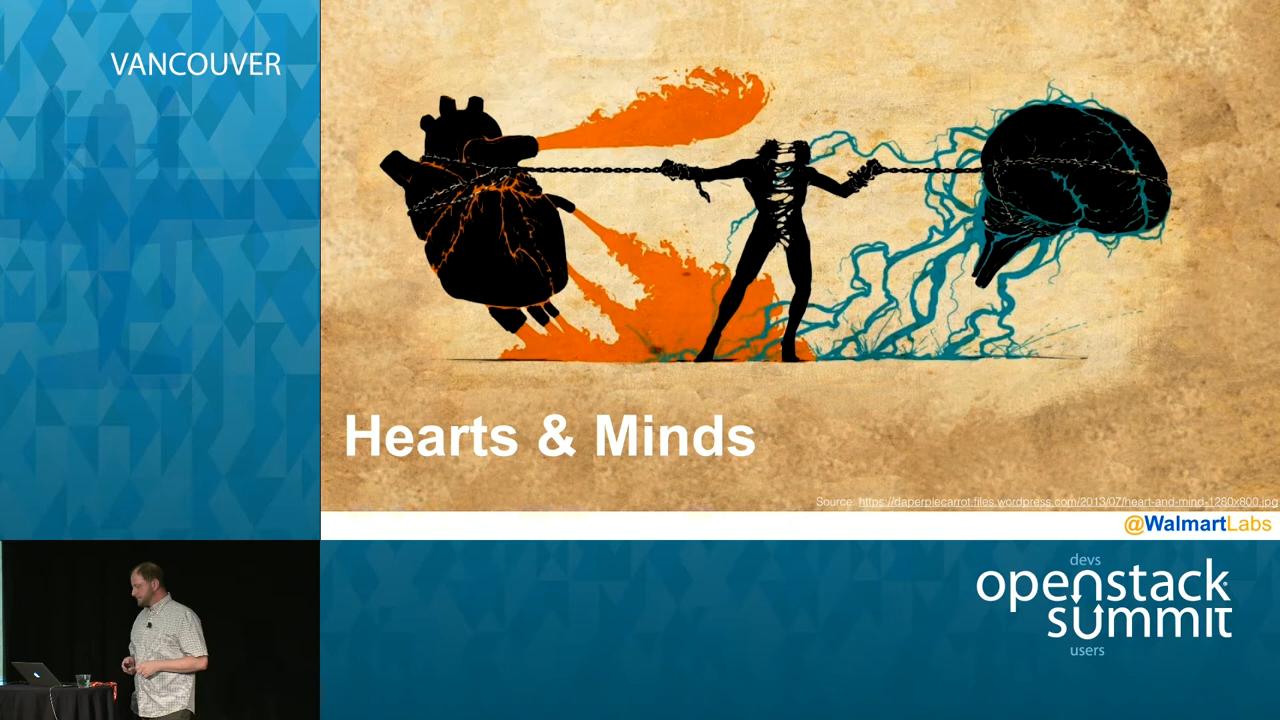 VANCOUVER
Hearts & Minds
Source: https://daperplecarrot.files.wordpress.com/2013/07/heart-and-mind-1280x800.jpg
@WalmartLabs
devs
openstack
summit
users